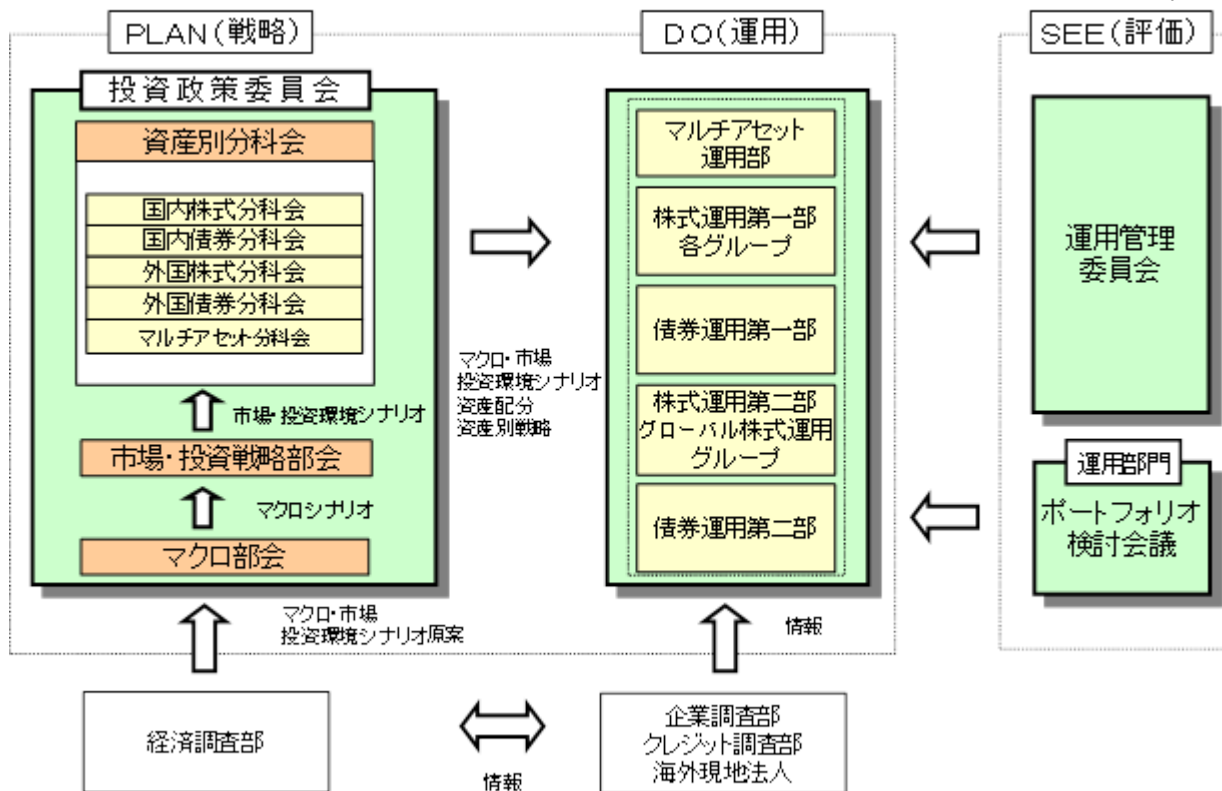 PLAN(戦略)
投資政策委員会
資産別分科会
国内株式分科会
国内債券分科会
外国株式分科会
外国債券分科会
マルチアセット分科会
市場・投資環境シナリオ
市場・投資戦略部会
マクロシナリオ
マクロ部会
マクロ・市場
投資環境シナリオ原案
経済調査部
マクロ・市場
投資環境シナリオ
資産配分
資産別戦略
情報
DO(運用)
マルチアセット
運用部
株式運用第一部
各グループ
債券運用第一部
株式運用第二部
グローバル株式運用
グループ
債券運用第二部
情報
企業調査部
クレジット調査部
海外現地法人
SEE(評価)
運用管理
委員会
運用部門
ポートフォリオ
検討会議